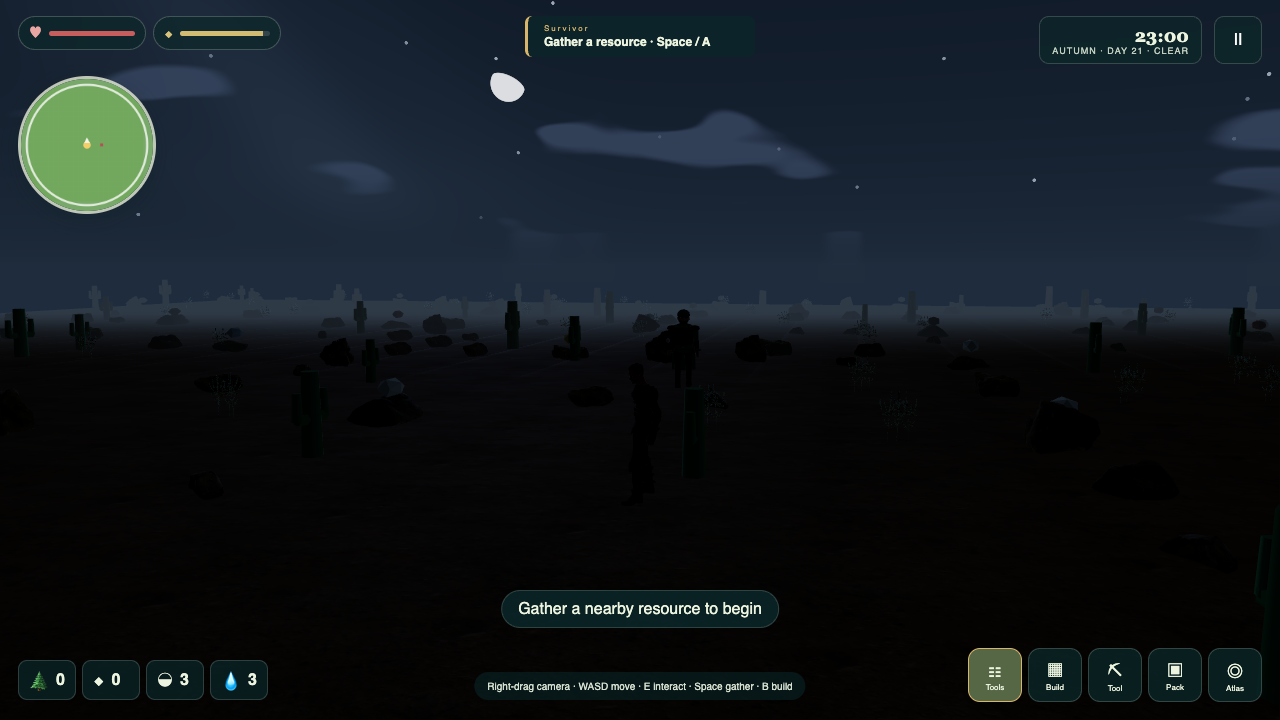 Survivor
Gather a resource · Space / A
23:00
AUTUMN · DAY 21 · CLEAR
Gather a nearby resource to begin
0
0
3
3
Right-drag camera · WASD move · E interact · Space gather · B build
Tools
Build
Tool
Pack
Atlas